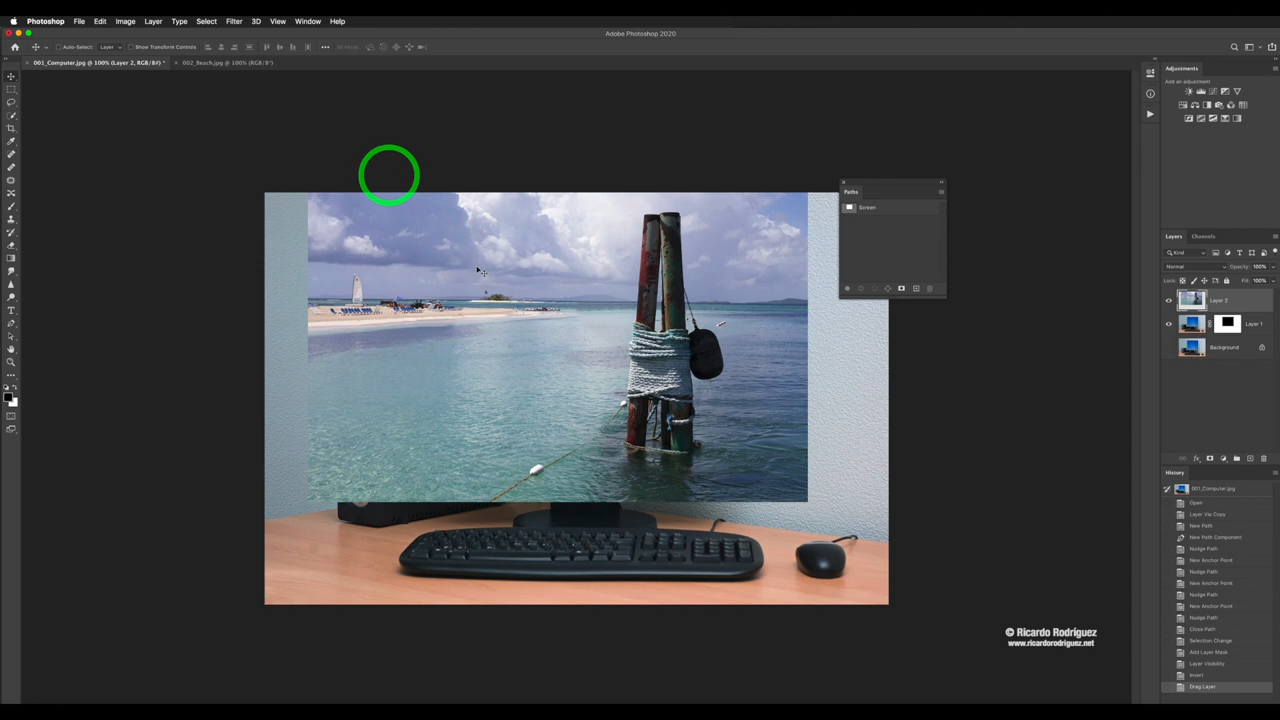 Photoshop File Edit Image Layer Type Select Filter 3D View Window Help
Adobe Photoshop 2020
Auto-Select: Layer Show Transform Controls 3D Mode:
001_Computer.jpg @ 100% (Layer 2, RGB/8#) * 002_Beach.jpg @ 100% (RGB/8*)
Adjustments
Add an adjustment
Paths
Screen
Layers Channels
Kind
Normal Opacity: 100%
Lock: Fill: 100%
Layer 2
Layer 1
Background
History
001_Computer.jpg
Open
Layer Via Copy
New Path
New Path Component
Nudge Path
New Anchor Point
Nudge Path
New Anchor Point
Nudge Path
New Anchor Point
Nudge Path
Close Path
Selection Change
Add Layer Mask
Layer Visibility
Invert
Drag Layer
© Ricardo Rodríguez
www.ricardorodriguez.net